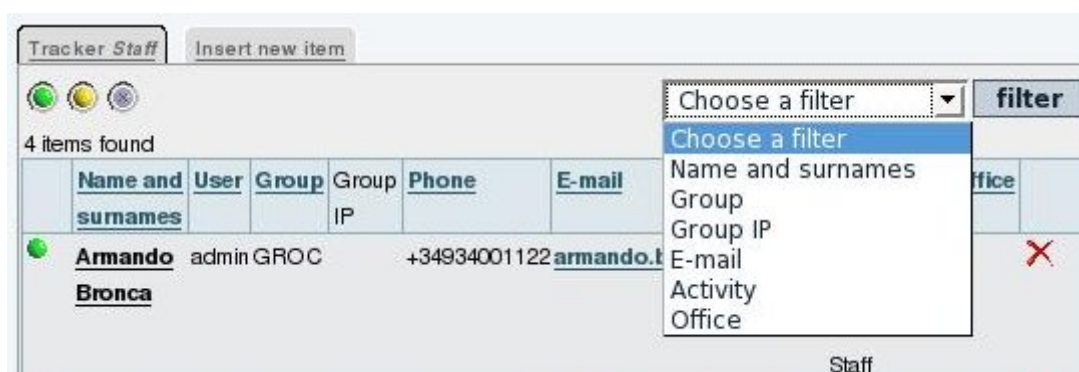 Tracker Staff Insert new item
Choose a filter filter
4 items found
Choose a filter
Name and surnames
Group
Group IP
E-mail
Activity
Office
Name and User Group Group Phone E-mail ffice
surnames IP
Armando admin GROC +34934001122 armando.b
Bronca
Staff